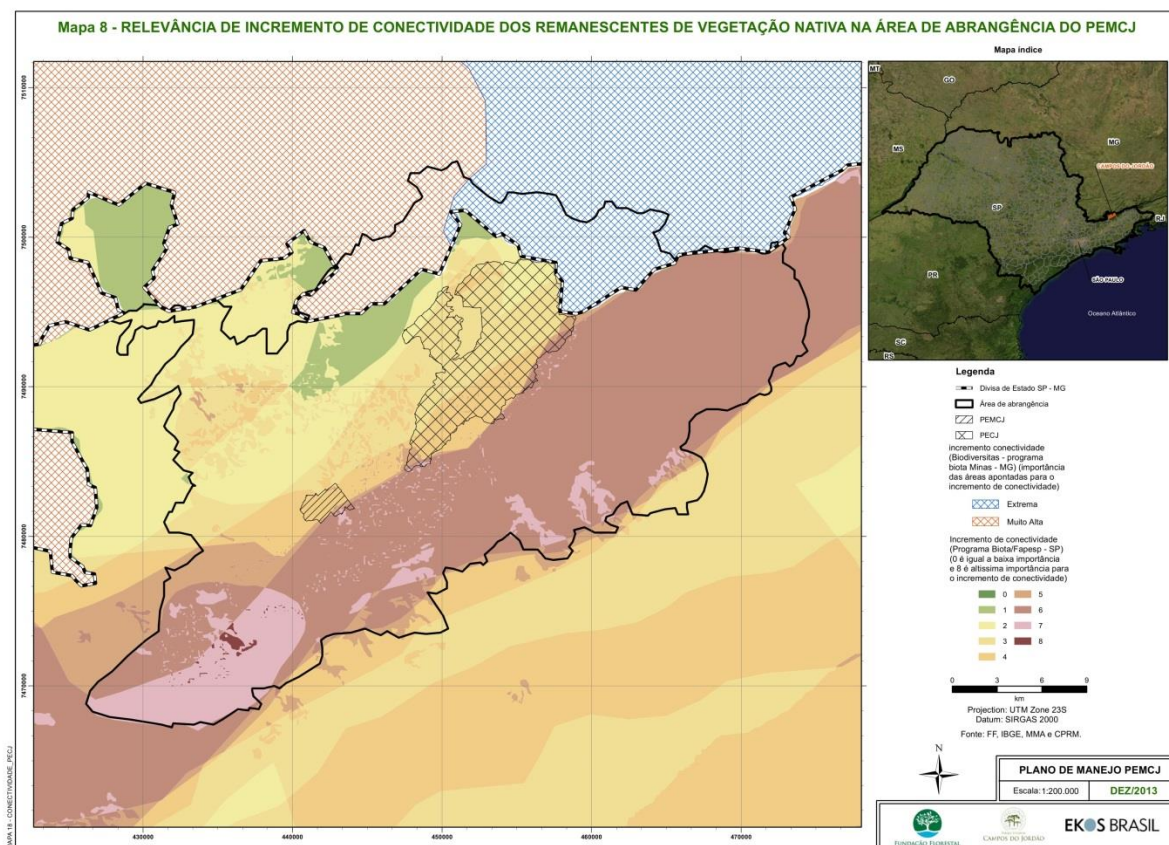 Mapa 8 - RELEVÂNCIA DE INCREMENTO DE CONECTIVIDADE DOS REMANESCENTES DE VEGETAÇÃO NATIVA NA ÁREA DE ABRANGÊNCIA DO PEMCJ
Mapa índice
MT
GO
MS
MG
CAMPOS DO JORDÃO
SP
RJ
PR
SÃO PAULO
Oceano Atlântico
SC
RS
7510000
7500000
7490000
7480000
7470000
430000
440000
450000
460000
470000
Legenda
Divisa de Estado SP - MG
Área de abrangência
PEMCJ
PECJ
incremento conectividade
(Biodiversitas - programa
biota Minas - MG) (importância
das áreas apontadas para o
incremento de conectividade)
Extrema
Muito Alta
Incremento de conectividade
(Programa Biota/Fapesp - SP)
(0 é igual a baixa importância
e 8 é altissima importância para
o incremento de conectividade)
0 5
1 6
2 7
3 8
4
0 3 6 9
km
Projection: UTM Zone 23S
Datum: SIRGAS 2000
Fonte: FF, IBGE, MMA e CPRM.
N
PLANO DE MANEJO PEMCJ
Escala: 1:200.000 DEZ/2013
FUNDAÇÃO FLORESTAL
CAMPOS DO JORDÃO
EKOS BRASIL
MAPA 18 - CONECTIVIDADE_PECJ